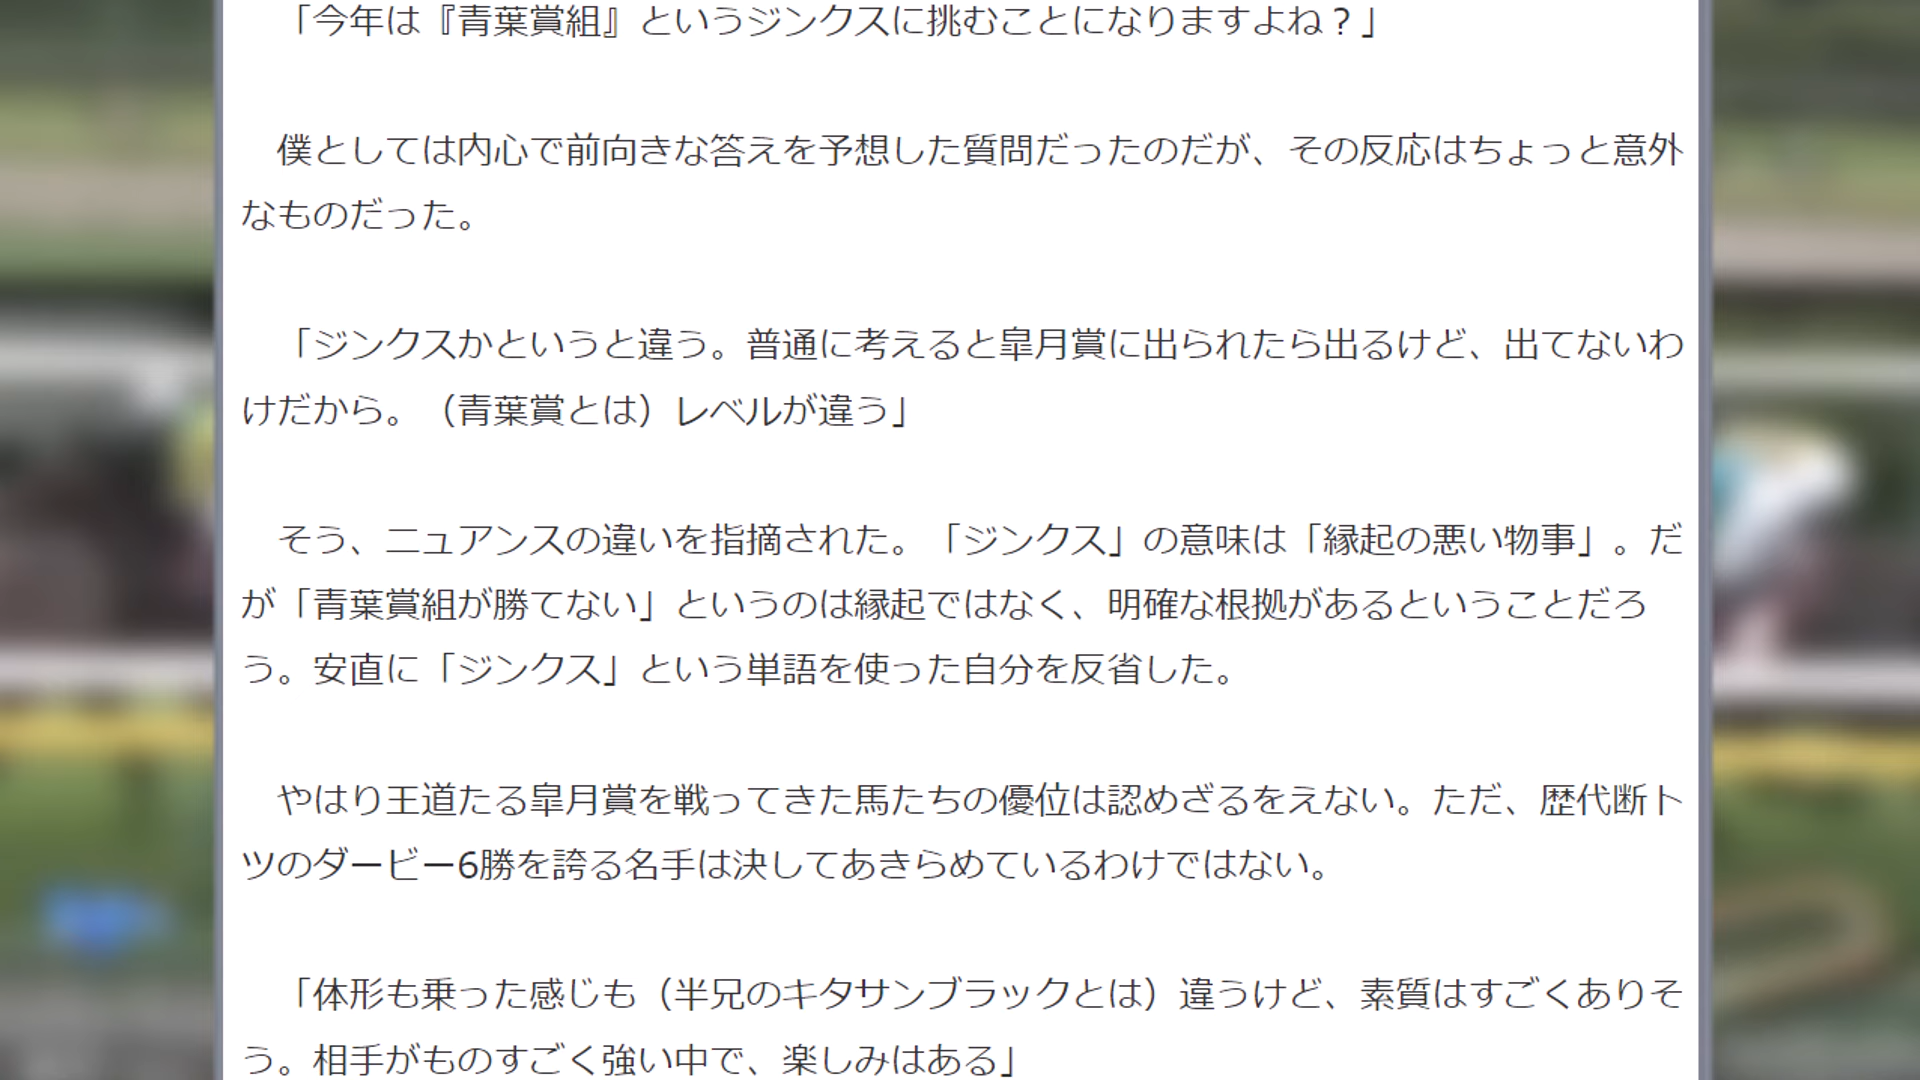 「今年は『青葉賞組』というジンクスに挑むことになりますよね？」
僕としては内心で前向きな答えを予想した質問だったのだが、その反応はちょっと意外
なものだった。
「ジンクスかというと違う。普通に考えると皐月賞に出られたら出るけど、出てないわ
けだから。（青葉賞とは）レベルが違う」
そう、ニュアンスの違いを指摘された。「ジンクス」の意味は「縁起の悪い物事」。だ
が「青葉賞組が勝てない」というのは縁起ではなく、明確な根拠があるということだろ
う。安直に「ジンクス」という単語を使った自分を反省した。
やはり王道たる皐月賞を戦ってきた馬たちの優位は認めざるをえない。ただ、歴代断ト
ツのダービー6勝を誇る名手は決してあきらめているわけではない。
「体形も乗った感じも（半兄のキタサンブラックとは）違うけど、素質はすごくありそ
う。相手がものすごく強い中で、楽しみはある」